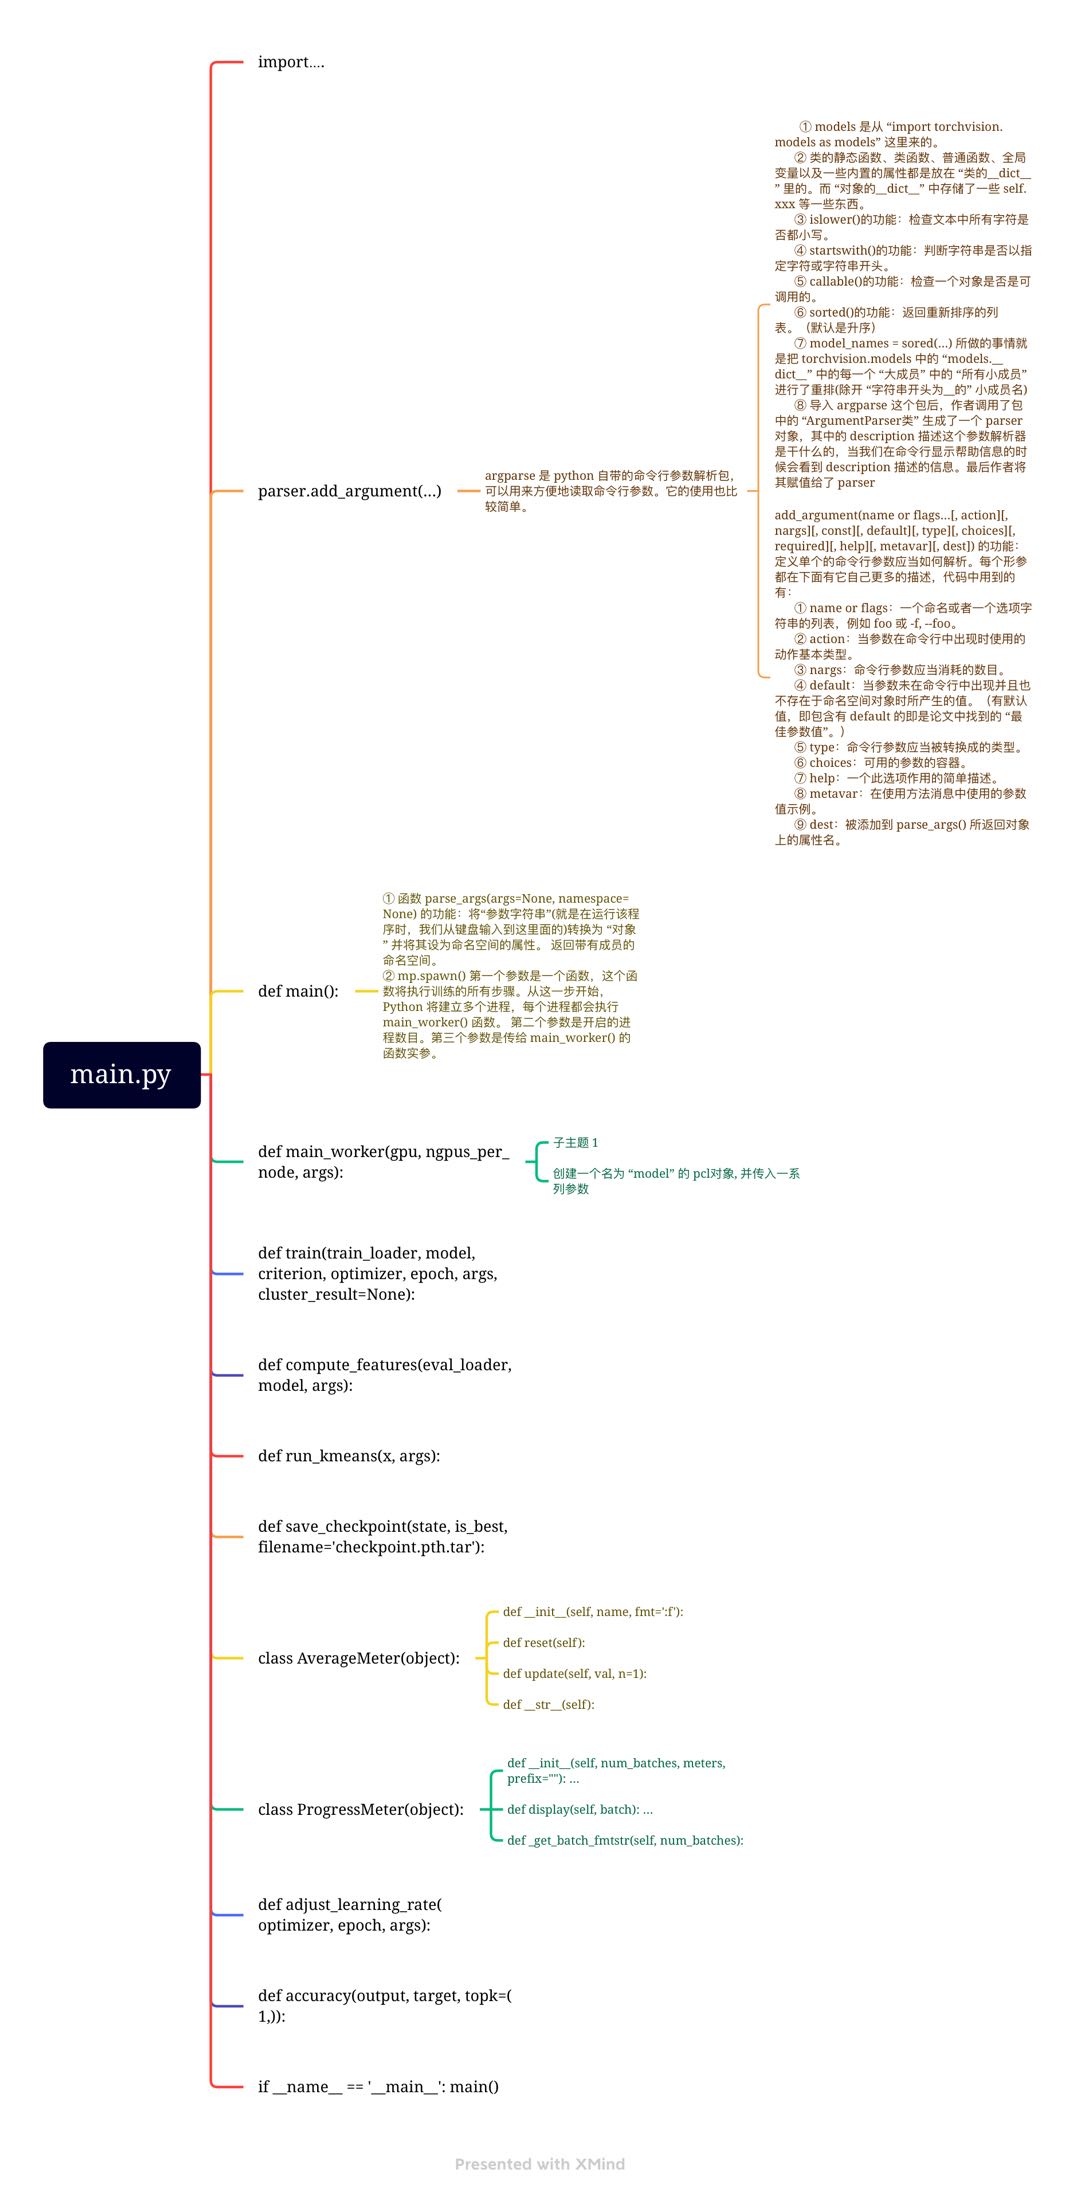 import....
① models 是从 “import torchvision.
models as models” 这里来的。
② 类的静态函数、类函数、普通函数、全局
变量以及一些内置的属性都是放在 “类的__dict__
” 里的。而 “对象的__dict__” 中存储了一些 self.
xxx 等一些东西。
③ islower()的功能：检查文本中所有字符是
否都小写。
④ startswith()的功能：判断字符串是否以指
定字符或字符串开头。
⑤ callable()的功能：检查一个对象是否是可
调用的。
⑥ sorted()的功能：返回重新排序的列
表。（默认是升序）
⑦ model_names = sored(...) 所做的事情就
是把 torchvision.models 中的 “models.__
dict__” 中的每一个 “大成员” 中的 “所有小成员”
进行了重排(除开 “字符串开头为__的” 小成员名)
⑧ 导入 argparse 这个包后，作者调用了包
中的 “ArgumentParser类” 生成了一个 parser
对象，其中的 description 描述这个参数解析器
是干什么的，当我们在命令行显示帮助信息的时
候会看到 description 描述的信息。最后作者将
其赋值给了 parser
parser.add_argument(...)
argparse 是 python 自带的命令行参数解析包，
可以用来方便地读取命令行参数。它的使用也比
较简单。
add_argument(name or flags...[, action][,
nargs][, const][, default][, type][, choices][,
required][, help][, metavar][, dest]) 的功能：
定义单个的命令行参数应当如何解析。每个形参
都在下面有它自己更多的描述，代码中用到的
有：
① name or flags：一个命名或者一个选项字
符串的列表，例如 foo 或 -f, --foo。
② action：当参数在命令行中出现时使用的
动作基本类型。
③ nargs：命令行参数应当消耗的数目。
④ default：当参数未在命令行中出现并且也
不存在于命名空间对象时所产生的值。（有默认
值，即包含有 default 的即是论文中找到的 “最
佳参数值”。）
⑤ type：命令行参数应当被转换成的类型。
⑥ choices：可用的参数的容器。
⑦ help：一个此选项作用的简单描述。
⑧ metavar：在使用方法消息中使用的参数
值示例。
⑨ dest：被添加到 parse_args() 所返回对象
上的属性名。
① 函数 parse_args(args=None, namespace=
None) 的功能：将“参数字符串”(就是在运行该程
序时，我们从键盘输入到这里面的)转换为 “对象
” 并将其设为命名空间的属性。 返回带有成员的
命名空间。
② mp.spawn() 第一个参数是一个函数，这个函
数将执行训练的所有步骤。从这一步开始，
Python 将建立多个进程，每个进程都会执行
main_worker() 函数。 第二个参数是开启的进
程数目。第三个参数是传给 main_worker() 的
函数实参。
def main():
main.py
def main_worker(gpu, ngpus_per_
node, args):
子主题 1
创建一个名为 “model” 的 pcl对象, 并传入一系
列参数
def train(train_loader, model,
criterion, optimizer, epoch, args,
cluster_result=None):
def compute_features(eval_loader,
model, args):
def run_kmeans(x, args):
def save_checkpoint(state, is_best,
filename='checkpoint.pth.tar'):
class AverageMeter(object):
def __init__(self, name, fmt=':f'):
def reset(self):
def update(self, val, n=1):
def __str__(self):
class ProgressMeter(object):
def __init__(self, num_batches, meters,
prefix=""): ...
def display(self, batch): ...
def _get_batch_fmtstr(self, num_batches):
def adjust_learning_rate(
optimizer, epoch, args):
def accuracy(output, target, topk=(
1,)):
if __name__ == '__main__': main()
Presented with XMind